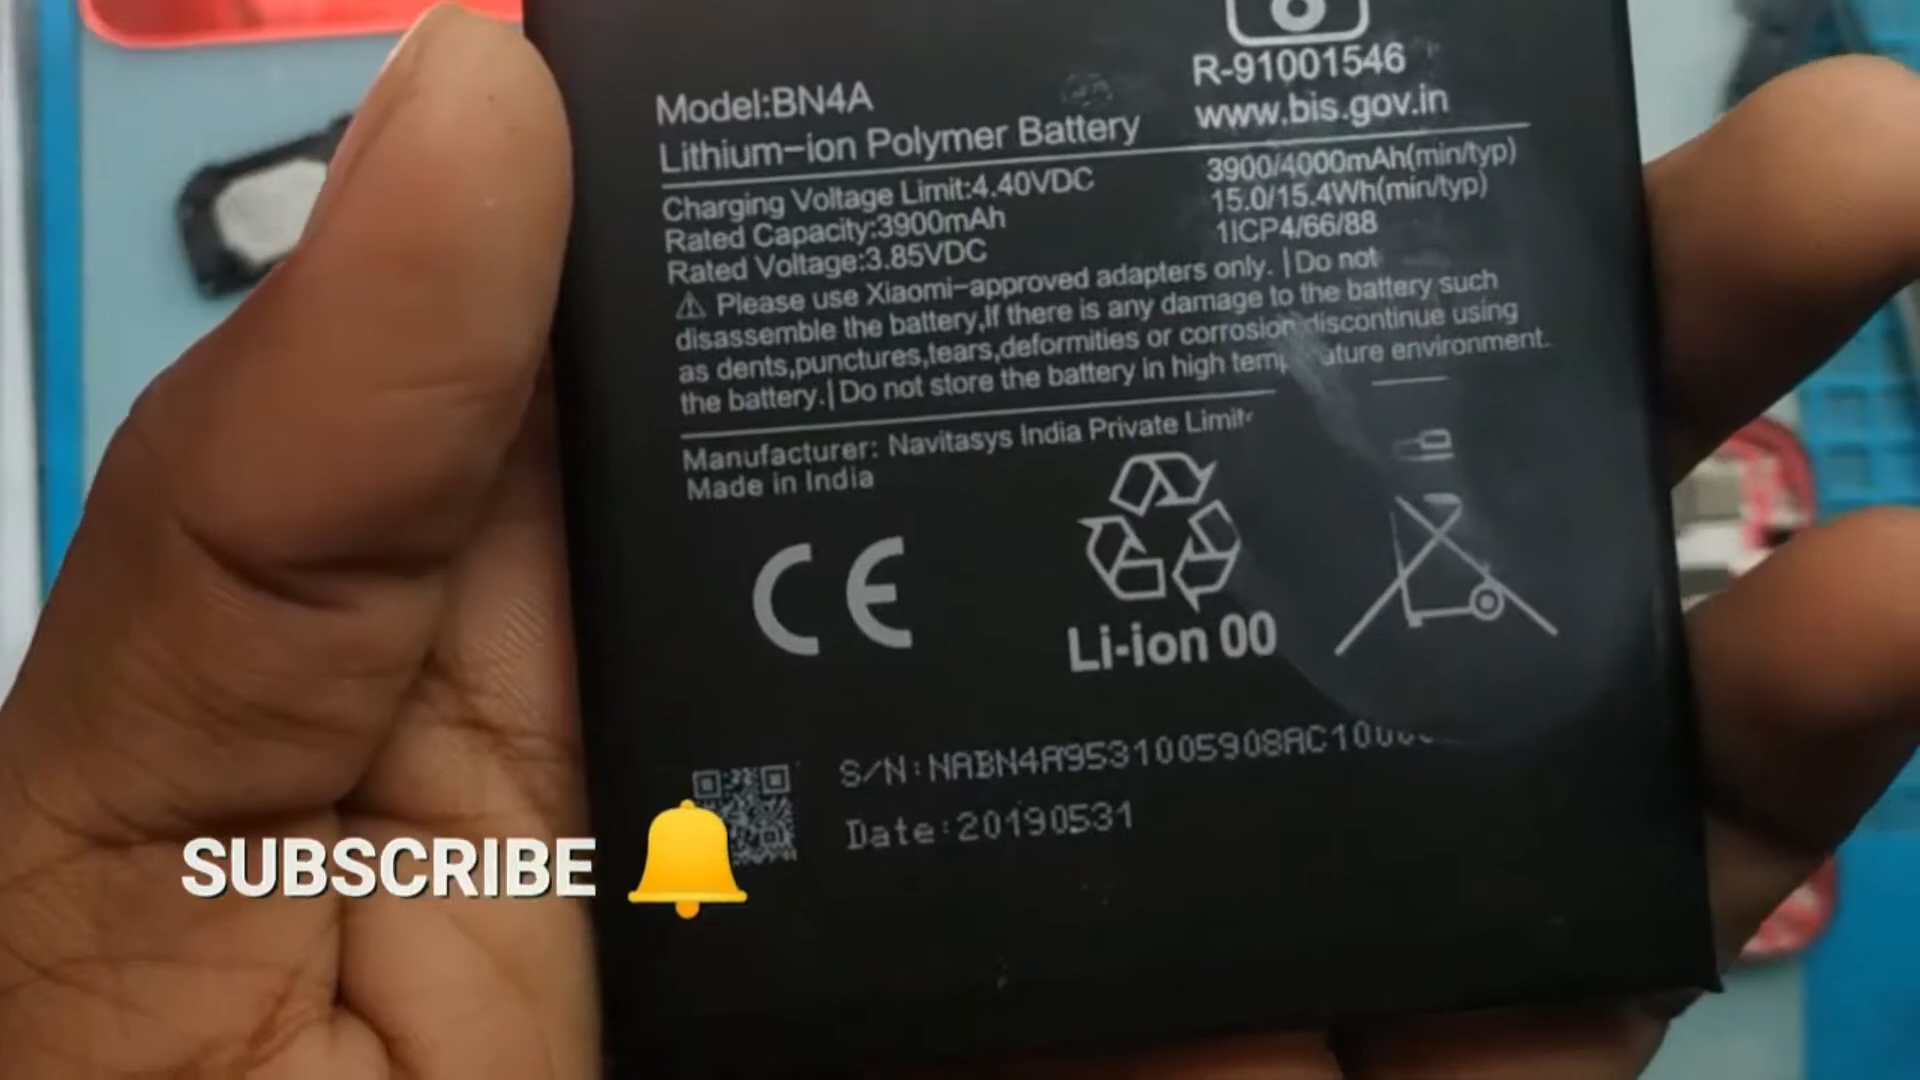 R-91001546
Model:BN4A
www.bis.gov.in
Lithium-ion Polymer Battery
Charging Voltage Limit:4.40VDC
3900/4000mAh(min/typ)
Rated Capacity:3900mAh
15.0/15.4Wh(min/typ)
Rated Voltage:3.85VDC
1ICP4/66/88
⚠ Please use Xiaomi-approved adapters only. | Do not
disassemble the battery,If there is any damage to the battery such
as dents,punctures,tears,deformities or corrosion discontinue using
the battery.| Do not store the battery in high environment.
Manufacturer: Navitasys India Private
Made in India
CE
Li-ion 00
S/N:
Date:20190531
SUBSCRIBE